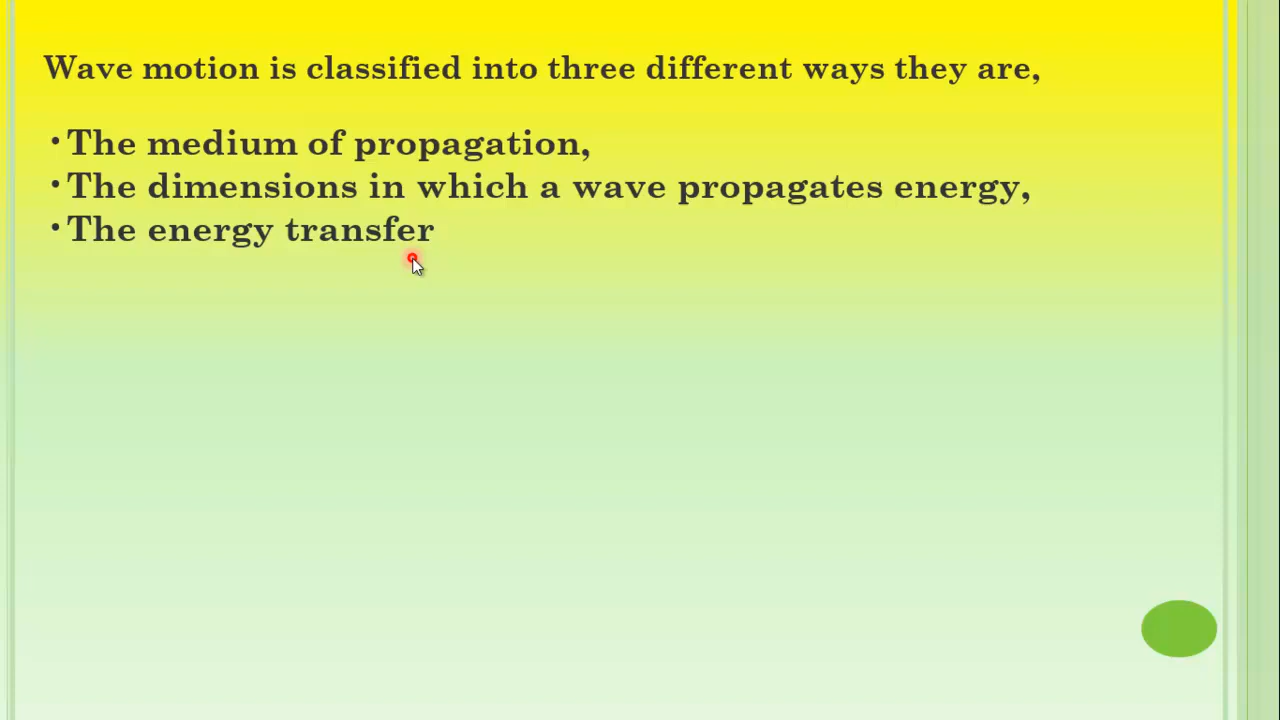 Wave motion is classified into three different ways they are,
• The medium of propagation,
• The dimensions in which a wave propagates energy,
• The energy transfer